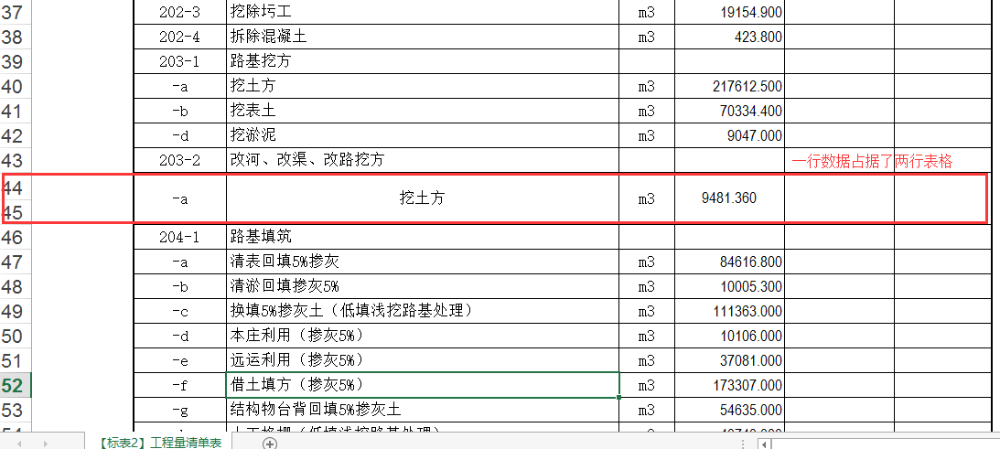 37 202-3 挖除圬工 m3 19154.900
38 202-4 拆除混凝土 m3 423.800
39 203-1 路基挖方
40 -a 挖土方 m3 217612.500
41 -b 挖表土 m3 70334.400
42 -d 挖淤泥 m3 9047.000
43 203-2 改河、改渠、改路挖方 一行数据占据了两行表格
44
-a 挖土方 m3 9481.360
45
46 204-1 路基填筑
47 -a 清表回填5%掺灰 m3 84616.800
48 -b 清淤回填掺灰5% m3 10005.300
49 -c 换填5%掺灰土（低填浅挖路基处理） m3 111363.000
50 -d 本庄利用（掺灰5%） m3 10106.000
51 -e 远运利用（掺灰5%） m3 37081.000
52 -f 借土填方（掺灰5%） m3 173307.000
53 -g 结构物台背回填5%掺灰土 m3 54635.000
【标表2】工程量清单表